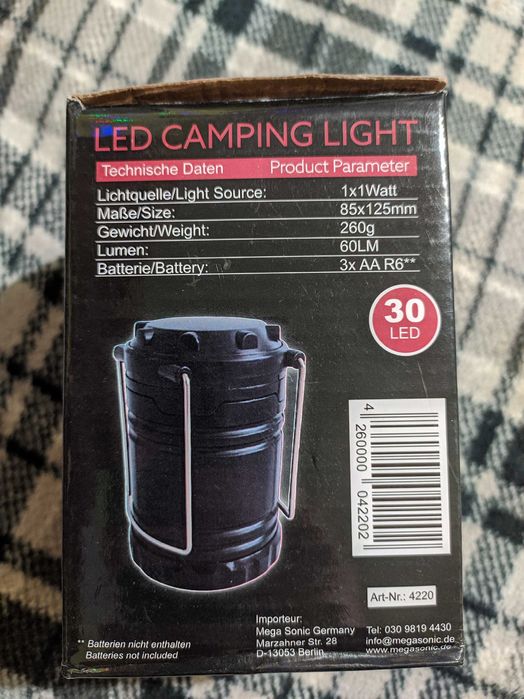 LED CAMPING LIGHT
Technische Daten Product Parameter
Lichtquelle/Light Source: 1x1Watt
Maße/Size: 85x125mm
Gewicht/Weight: 260g
Lumen: 60LM
Batterie/Battery: 3x AA R6**
30
LED
4 260000 042202
Art-Nr.: 4220
** Batterien nicht enthalten
Batteries not included
Importeur:
Mega Sonic Germany Tel: 030 9819 4430
Marzahner Str. 28 info@megasonic.de
D-13053 Berlin www.megasonic.de